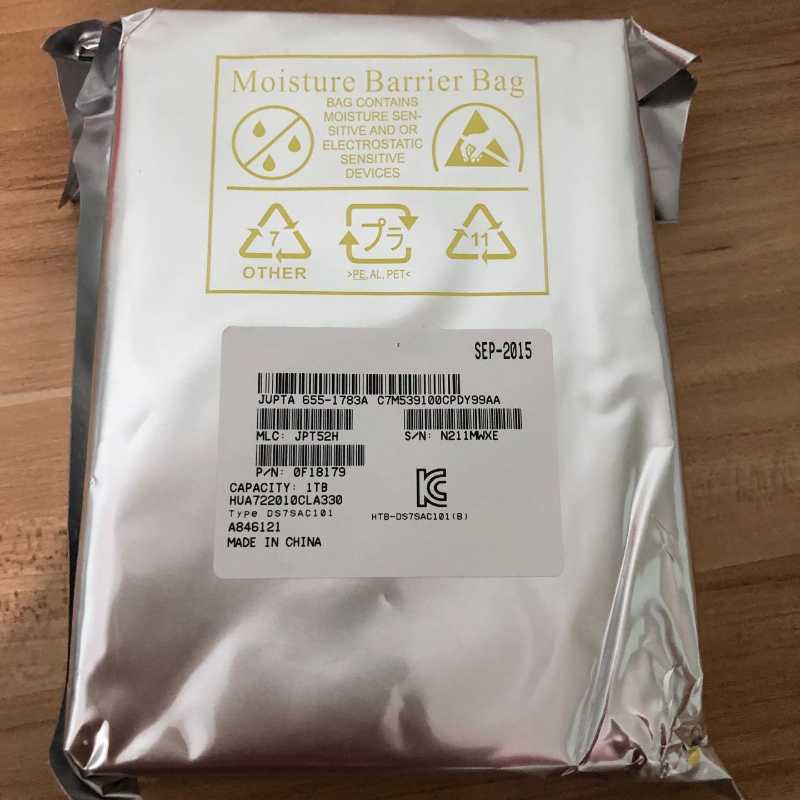 Moisture Barrier Bag
BAG CONTAINS
MOISTURE SEN-
SITIVE AND OR
ELECTROSTATIC
SENSITIVE
DEVICES
7
OTHER
プラ
>PE, AL, PET<
11
SEP-2015
JUPTA 655-1783A C7M539100CPDY99AA
MLC: JPT52H
S/N: N211MWXE
P/N: 0F18179
CAPACITY: 1TB
HUA722010CLA330
Type DS7SAC101
A846121
MADE IN CHINA
HTB-DS7SAC101(B)